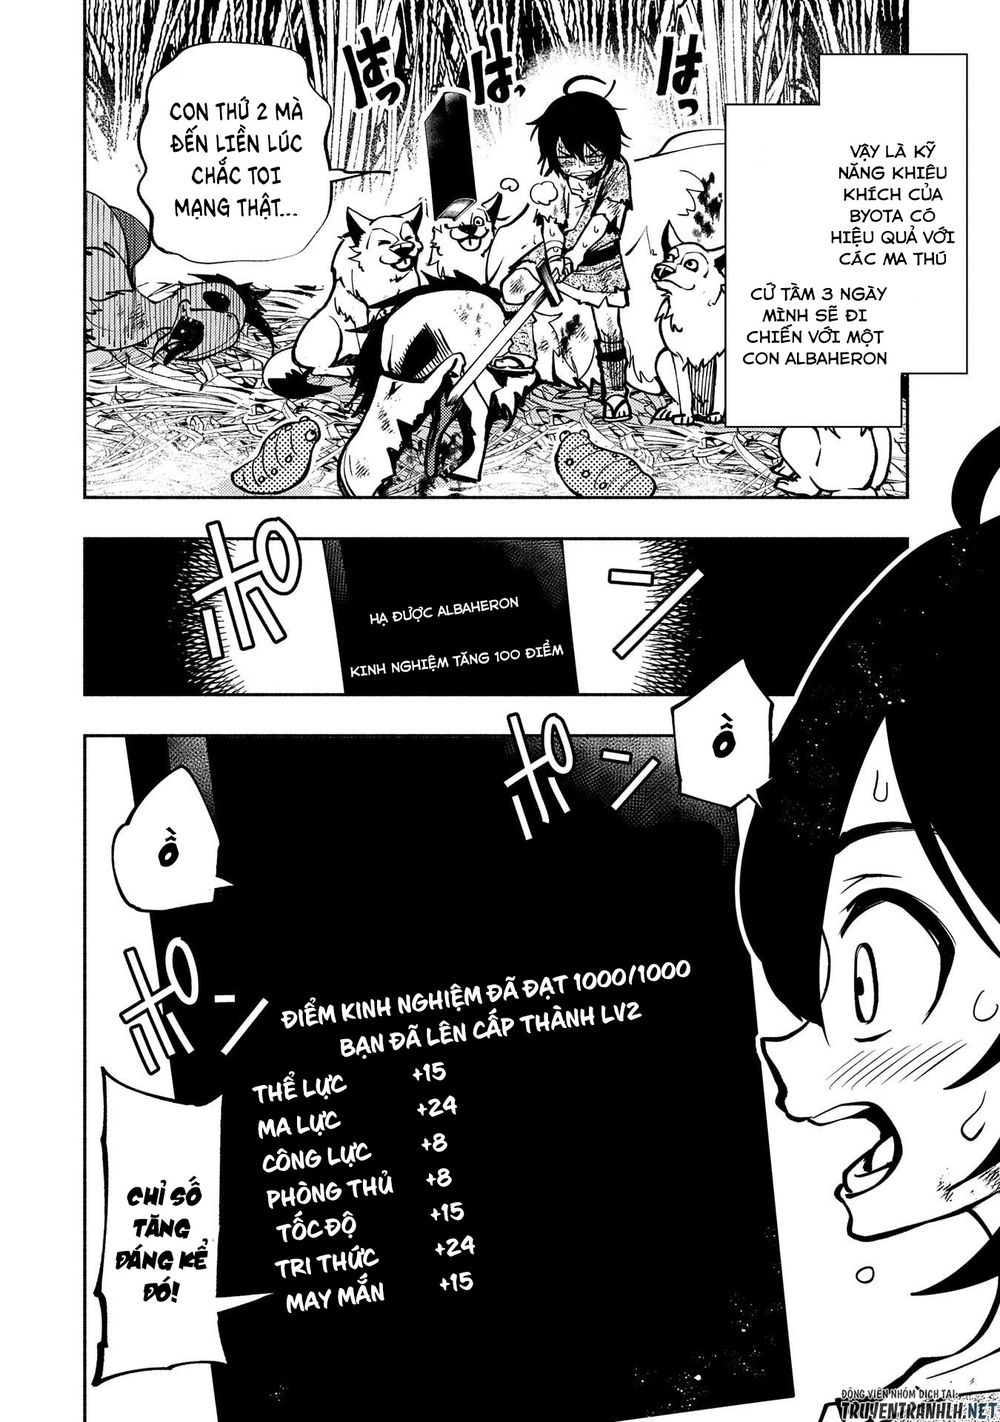 はっ はっ はっ
VẬY LÀ KỸ
NĂNG KHIÊU
KHÍCH CỦA
BYOTA CÓ
HIỆU QUẢ VỚI
CÁC MA THÚ
CỨ TẦM 3 NGÀY
MÌNH SẼ ĐI
CHIẾN VỚI MỘT
CON ALBAHERON
CON THỨ 2 MÀ
ĐẾN LIỀN LÚC
CHẮC TOI
MẠNG THẬT...
ポーン
HẠ ĐƯỢC ALBAHERON
KINH NGHIỆM TĂNG 100 ĐIỂM
Ồ
ポーン
Ồ
ポーン
ĐIỂM KINH NGHIỆM ĐÃ ĐẠT 1000/1000
BẠN ĐÃ LÊN CẤP THÀNH LV2
THỂ LỰC +15
MA LỰC +24
CÔNG LỰC +8
PHÒNG THỦ +8
TỐC ĐỘ +15
TRI THỨC +24
MAY MẮN +15
CHỈ SỐ
TĂNG
ĐÁNG KỂ
ĐÓ!
ĐỘNG VIÊN NHÓM DỊCH TẠI:
TRUYENTRANHLH.NET